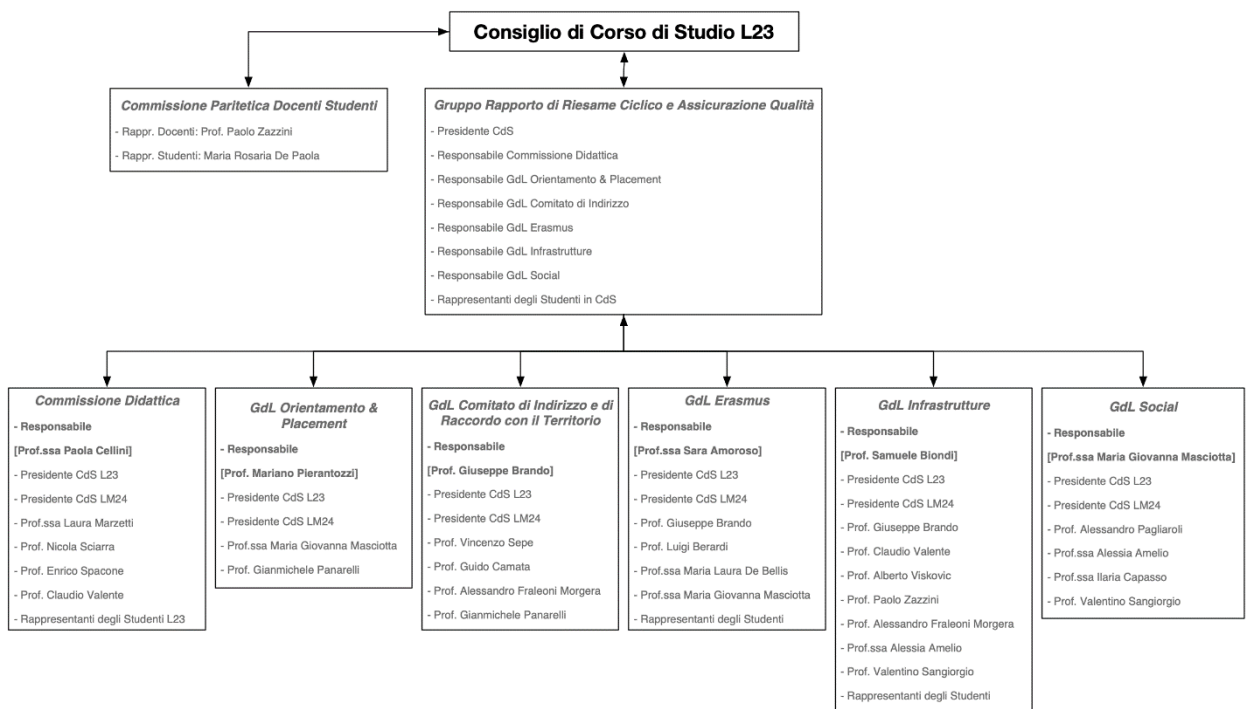 Consiglio di Corso di Studio L23
Commissione Paritetica Docenti Studenti
- Rappr. Docenti: Prof. Paolo Zazzini
- Rappr. Studenti: Maria Rosaria De Paola
Gruppo Rapporto di Riesame Ciclico e Assicurazione Qualità
- Presidente CdS
- Responsabile Commissione Didattica
- Responsabile GdL Orientamento & Placement
- Responsabile GdL Comitato di Indirizzo
- Responsabile GdL Erasmus
- Responsabile GdL Infrastrutture
- Responsabile GdL Social
- Rappresentanti degli Studenti in CdS
Commissione Didattica
- Responsabile
[Prof.ssa Paola Cellini]
- Presidente CdS L23
- Presidente CdS LM24
- Prof.ssa Laura Marzetti
- Prof. Nicola Sciarra
- Prof. Enrico Spacone
- Prof. Claudio Valente
- Rappresentanti degli Studenti L23
GdL Orientamento &
Placement
- Responsabile
[Prof. Mariano Pierantozzi]
- Presidente CdS L23
- Presidente CdS LM24
- Prof.ssa Maria Giovanna Masciotta
- Prof. Gianmichele Panarelli
GdL Comitato di Indirizzo e di
Raccordo con il Territorio
- Responsabile
[Prof. Giuseppe Brando]
- Presidente CdS L23
- Presidente CdS LM24
- Prof. Vincenzo Sepe
- Prof. Guido Camata
- Prof. Alessandro Fraleoni Morgera
- Prof. Gianmichele Panarelli
GdL Erasmus
- Responsabile
[Prof.ssa Sara Amoroso]
- Presidente CdS L23
- Presidente CdS LM24
- Prof. Giuseppe Brando
- Prof. Luigi Berardi
- Prof.ssa Maria Laura De Bellis
- Prof.ssa Maria Giovanna Masciotta
- Rappresentanti degli Studenti
GdL Infrastrutture
- Responsabile
[Prof. Samuele Biondi]
- Presidente CdS L23
- Presidente CdS LM24
- Prof. Giuseppe Brando
- Prof. Claudio Valente
- Prof. Alberto Viskovic
- Prof. Paolo Zazzini
- Prof. Alessandro Fraleoni Morgera
- Prof.ssa Alessia Amelio
- Prof. Valentino Sangiorgio
- Rappresentanti degli Studenti
GdL Social
- Responsabile
[Prof.ssa Maria Giovanna Masciotta]
- Presidente CdS L23
- Presidente CdS LM24
- Prof. Alessandro Pagliaroli
- Prof.ssa Alessia Amelio
- Prof.ssa Ilaria Capasso
- Prof. Valentino Sangiorgio